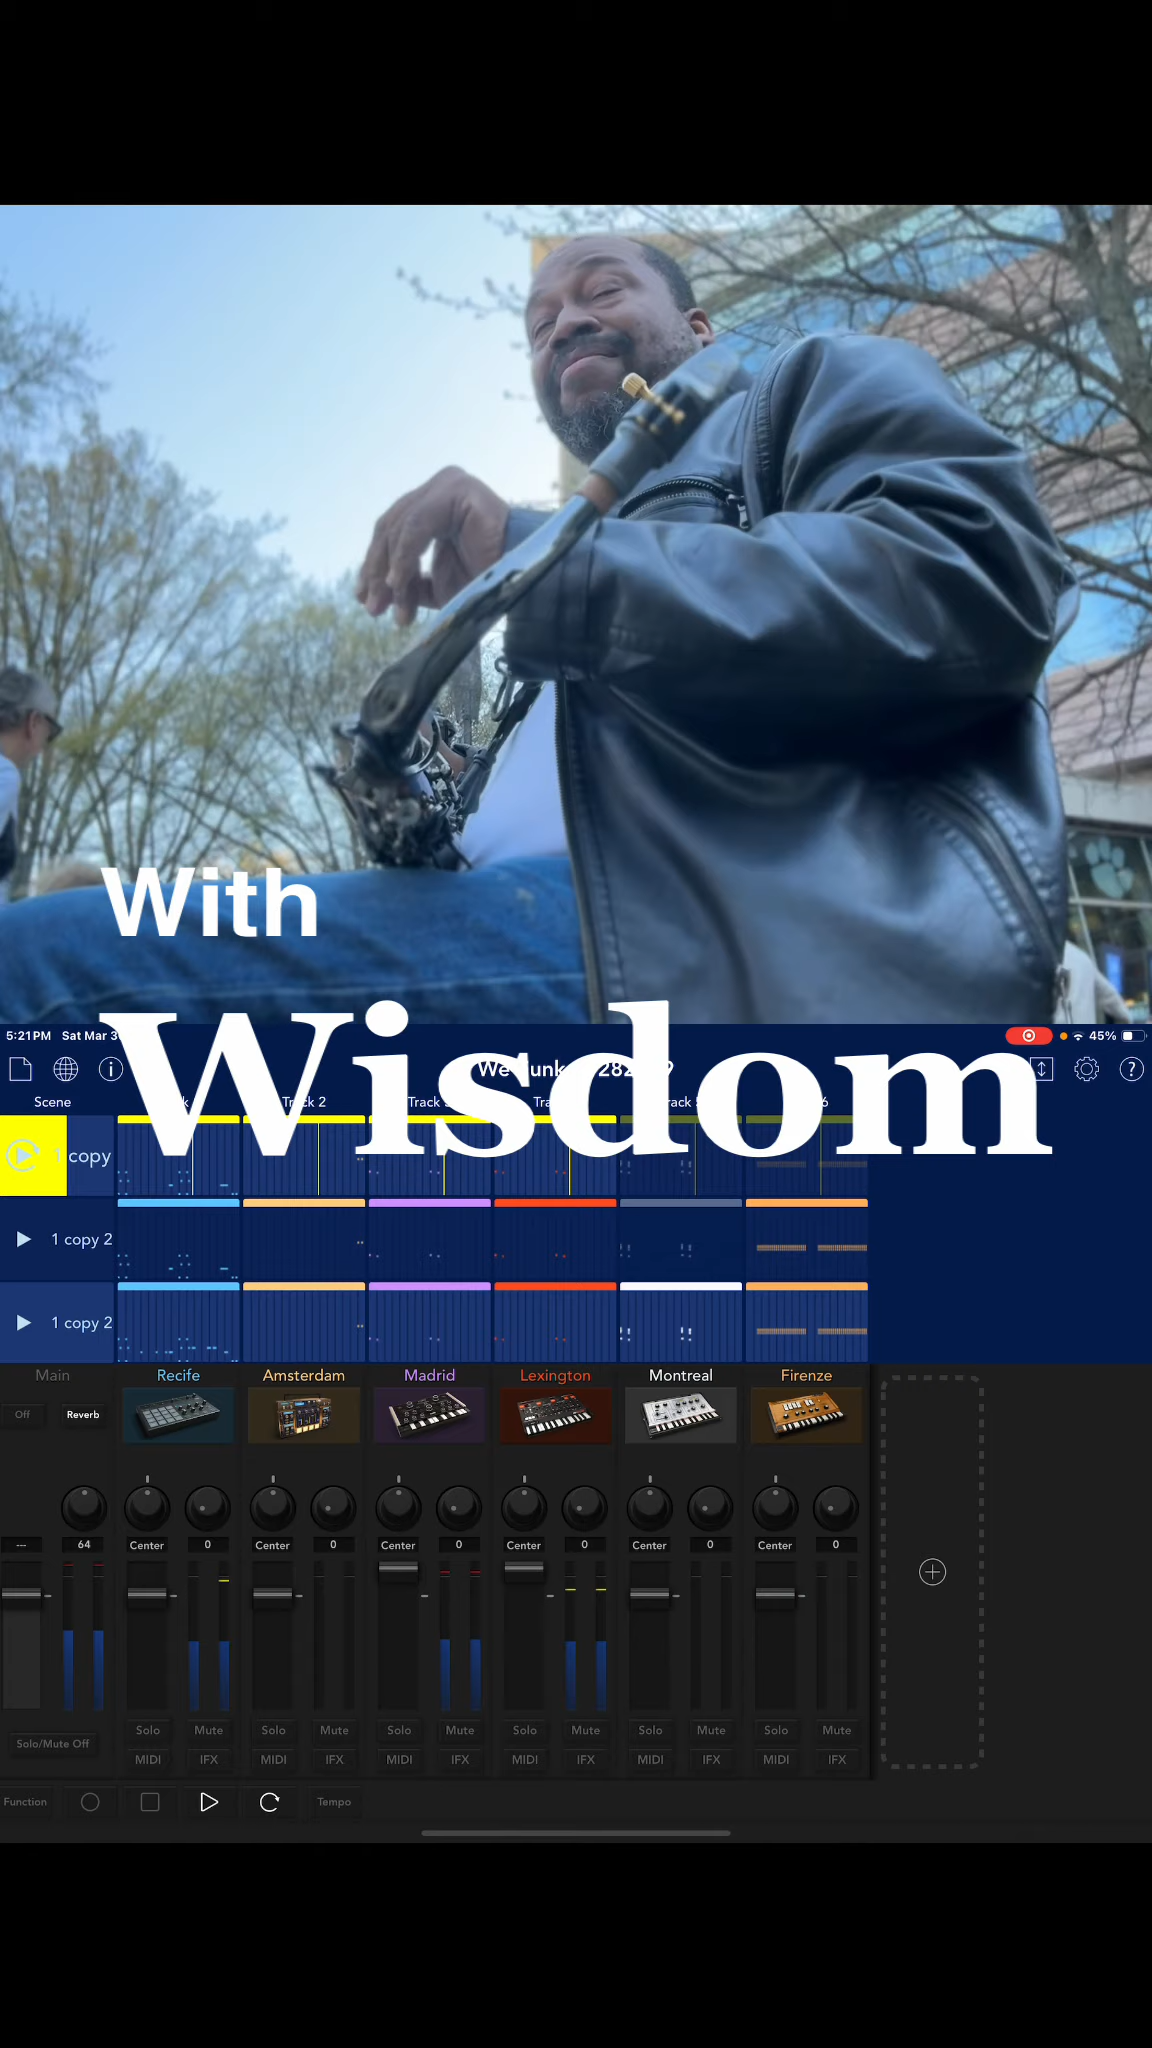 With
Wisdom
5:21 PM Sat Mar 45%
Scene Track 2
1 copy
1 copy 2
1 copy 2
Main Recife Amsterdam Madrid Lexington Montreal Firenze
Off Reverb
--- 64 Center 0 Center 0 Center 0 Center 0 Center 0 Center 0
Solo Mute Solo Mute Solo Mute Solo Mute Solo Mute Solo Mute
Solo/Mute Off
MIDI IFX MIDI IFX MIDI IFX MIDI IFX MIDI IFX MIDI IFX
Function Tempo